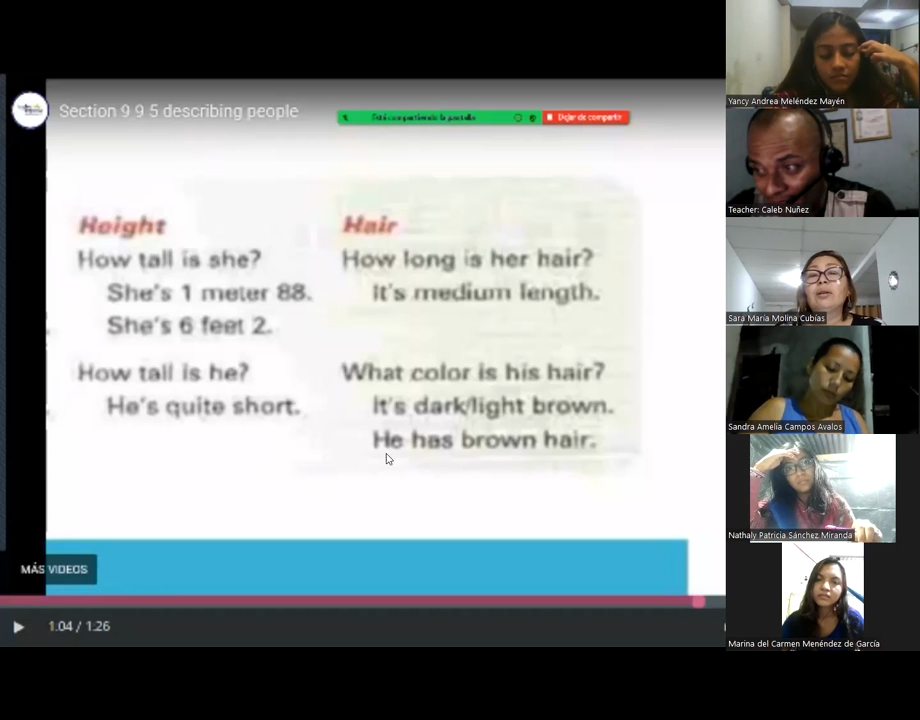 Section 9 9 5 describing people
Está compartiendo la pantalla
Dejar de compartir
Height
How tall is she?
She's 1 meter 88.
She's 6 feet 2.
How tall is he?
He's quite short.
Hair
How long is her hair?
It's medium length.
What color is his hair?
It's dark/light brown.
He has brown hair.
MÁS VIDEOS
1:04 / 1:26
Yancy Andrea Meléndez Mayén
Teacher: Caleb Nuñez
Sara María Molina Cubías
Sandra Amelia Campos Avalos
Nathaly Patricia Sánchez Miranda
Marina del Carmen Menéndez de García